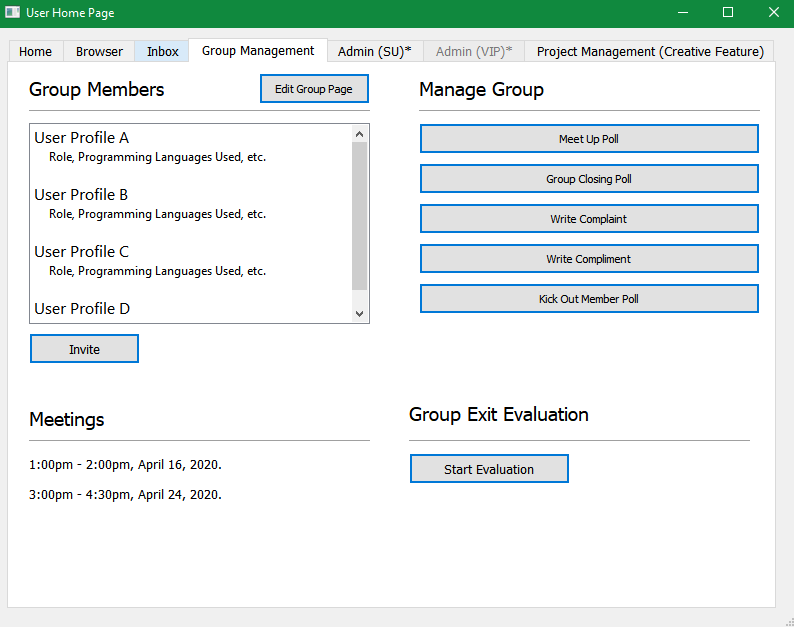 User Home Page
Home
Browser
Inbox
Group Management
Admin (SU)*
Admin (VIP)*
Project Management (Creative Feature)
Group Members
Edit Group Page
User Profile A
Role, Programming Languages Used, etc.
User Profile B
Role, Programming Languages Used, etc.
User Profile C
Role, Programming Languages Used, etc.
User Profile D
Invite
Manage Group
Meet Up Poll
Group Closing Poll
Write Complaint
Write Compliment
Kick Out Member Poll
Meetings
1:00pm - 2:00pm, April 16, 2020.
3:00pm - 4:30pm, April 24, 2020.
Group Exit Evaluation
Start Evaluation